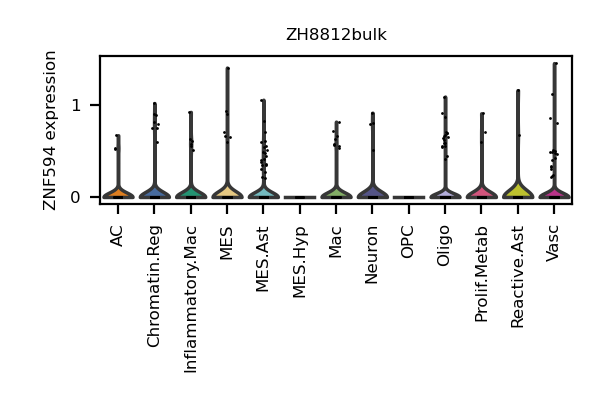 ZH8812bulk
ZNF594 expression
1
0
AC
Chromatin.Reg
Inflammatory.Mac
MES
MES.Ast
MES.Hyp
Mac
Neuron
OPC
Oligo
Prolif.Metab
Reactive.Ast
Vasc